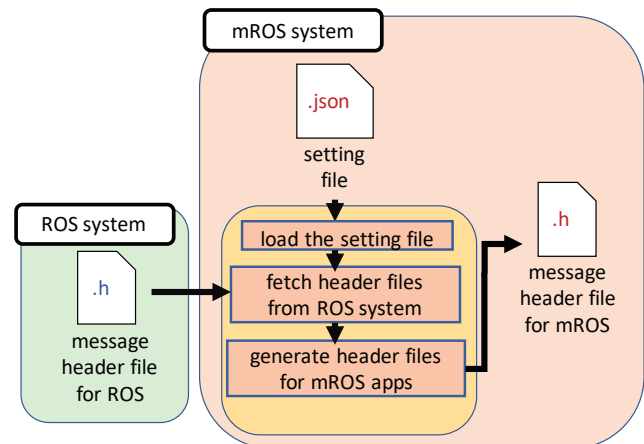 mROS system
.json
setting
file
ROS system
.h
message
header file
for ROS
load the setting file
fetch header files
from ROS system
generate header files
for mROS apps
.h
message
header file
for mROS